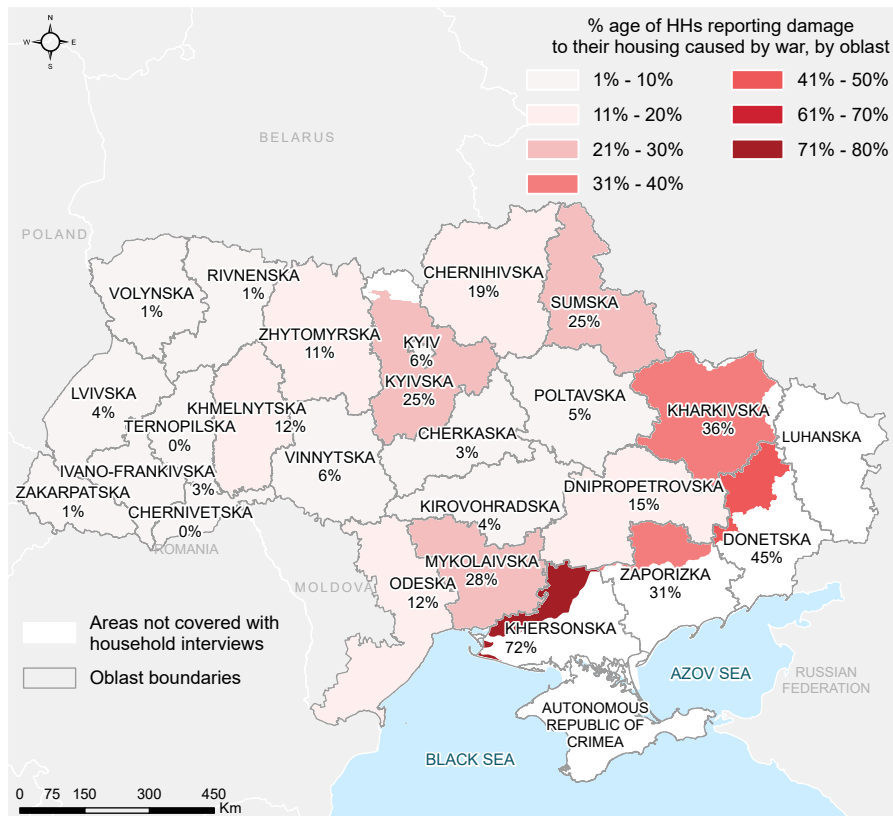 N
W
E
S
% age of HHs reporting damage
to their housing caused by war, by oblast
1% - 10%
41% - 50%
11% - 20%
61% - 70%
21% - 30%
71% - 80%
31% - 40%
BELARUS
POLAND
CHERNIHIVSKA
19%
RIVNENSKA
1%
VOLYNSKA
1%
SUMSKA
25%
ZHYTOMYRSKA
11%
KYIV
6%
KYIVSKA
25%
LVIVSKA
4%
POLTAVSKA
5%
KHARKIVSKA
36%
KHMELNYTSKA
12%
TERNOPILSKA
0%
CHERKASKA
3%
LUHANSKA
VINNYTSKA
6%
IVANO-FRANKIVSKA
3%
ZAKARPATSKA
1%
DNIPROPETROVSKA
15%
CHERNIVETSKA
0%
KIROVOHRADSKA
4%
DONETSKA
45%
ROMANIA
MYKOLAIVSKA
28%
ZAPORIZKA
31%
MOLDOVA
ODESKA
12%
KHERSONSKA
72%
Areas not covered with
household interviews
Oblast boundaries
AZOV SEA
RUSSIAN
FEDERATION
AUTONOMOUS
REPUBLIC OF
CRIMEA
BLACK SEA
0 75 150 300 450
Km